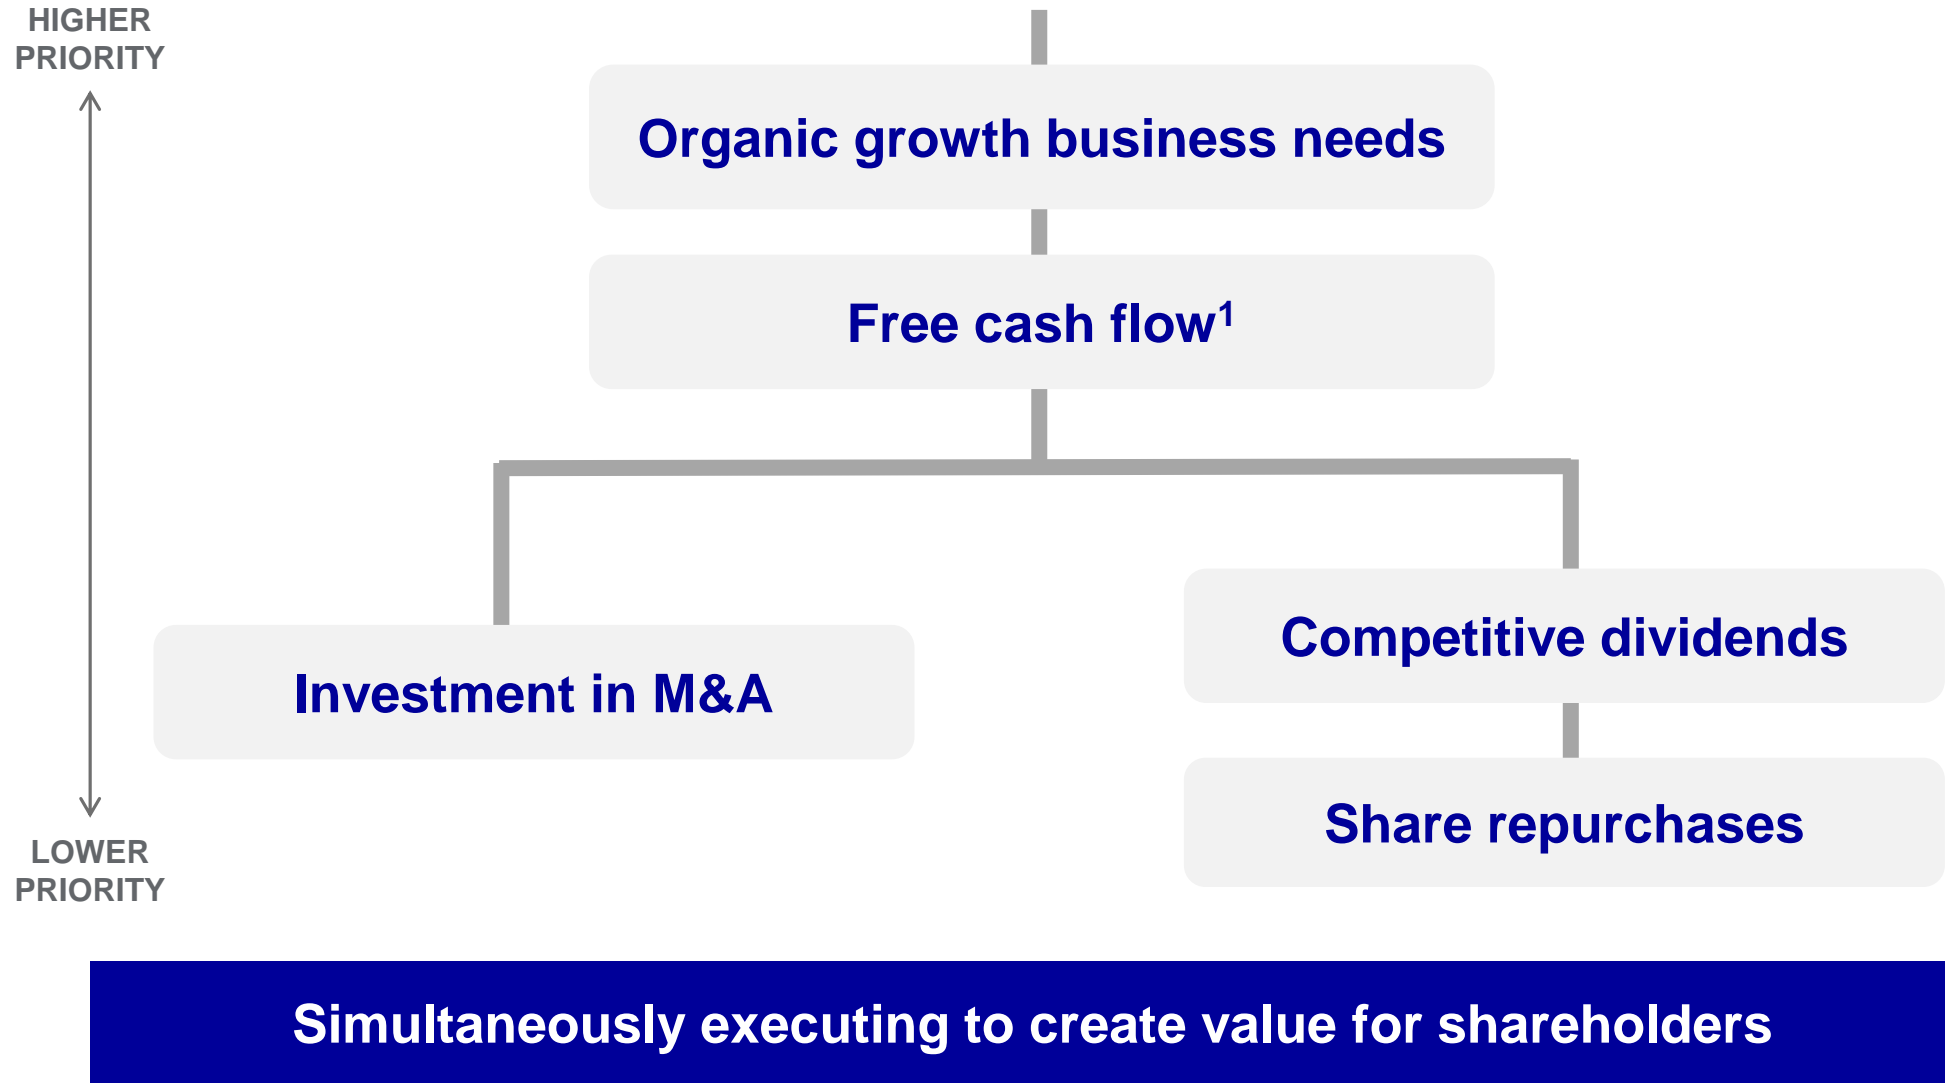 HIGHER
PRIORITY
Organic growth business needs
Free cash flow¹
Competitive dividends
Investment in M&A
Share repurchases
LOWER
PRIORITY
Simultaneously executing to create value for shareholders